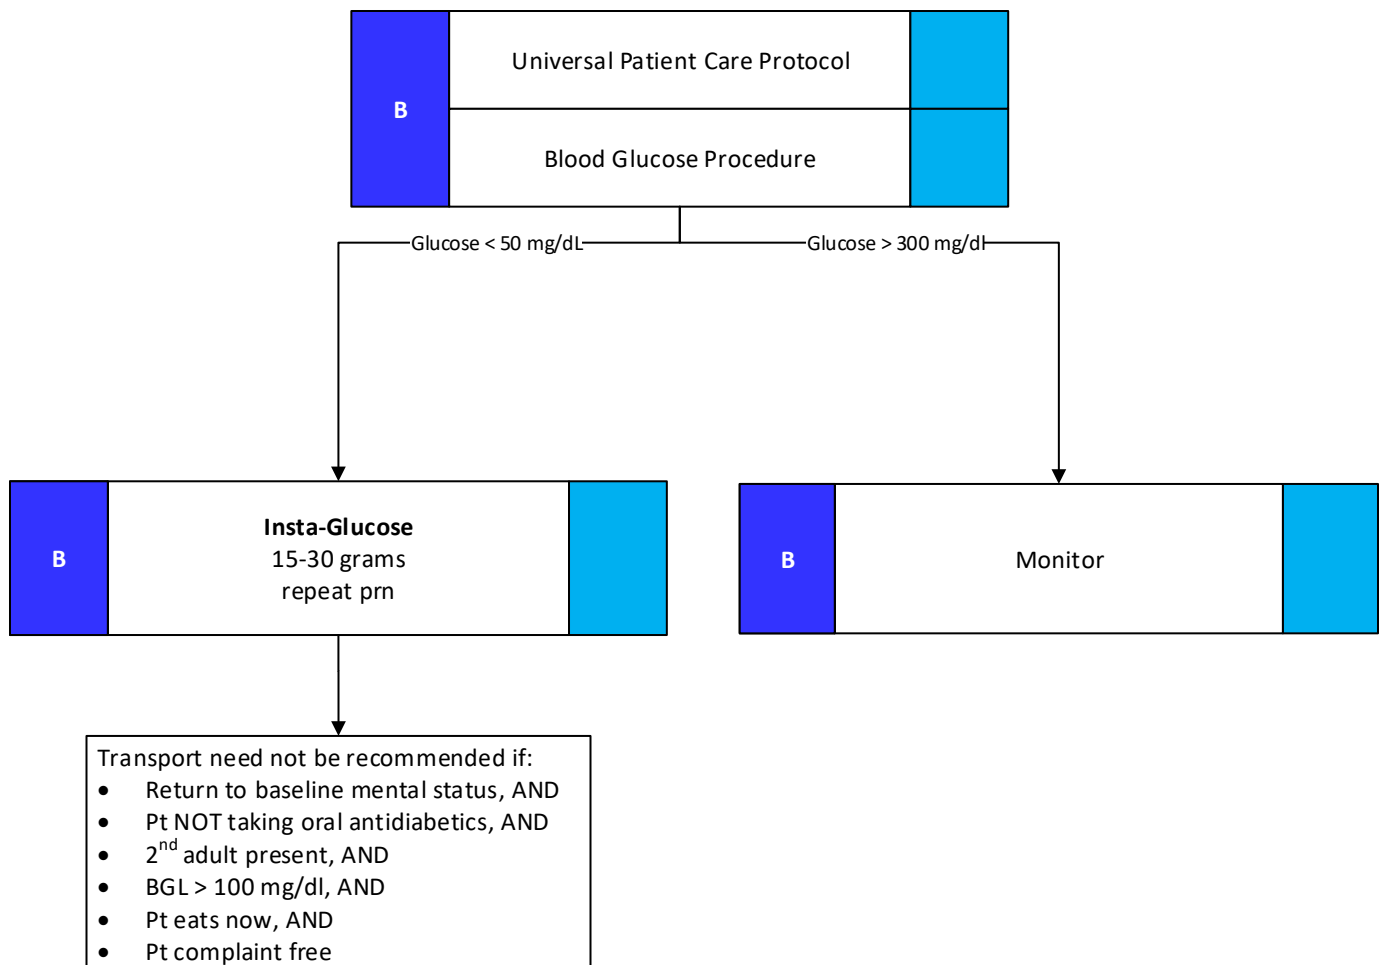 B
Universal Patient Care Protocol
Blood Glucose Procedure
Glucose < 50 mg/dL
Glucose > 300 mg/dl
B
Insta-Glucose
15-30 grams
repeat prn
B
Monitor
Transport need not be recommended if:
• Return to baseline mental status, AND
• Pt NOT taking oral antidiabetics, AND
• 2nd adult present, AND
• BGL > 100 mg/dl, AND
• Pt eats now, AND
• Pt complaint free